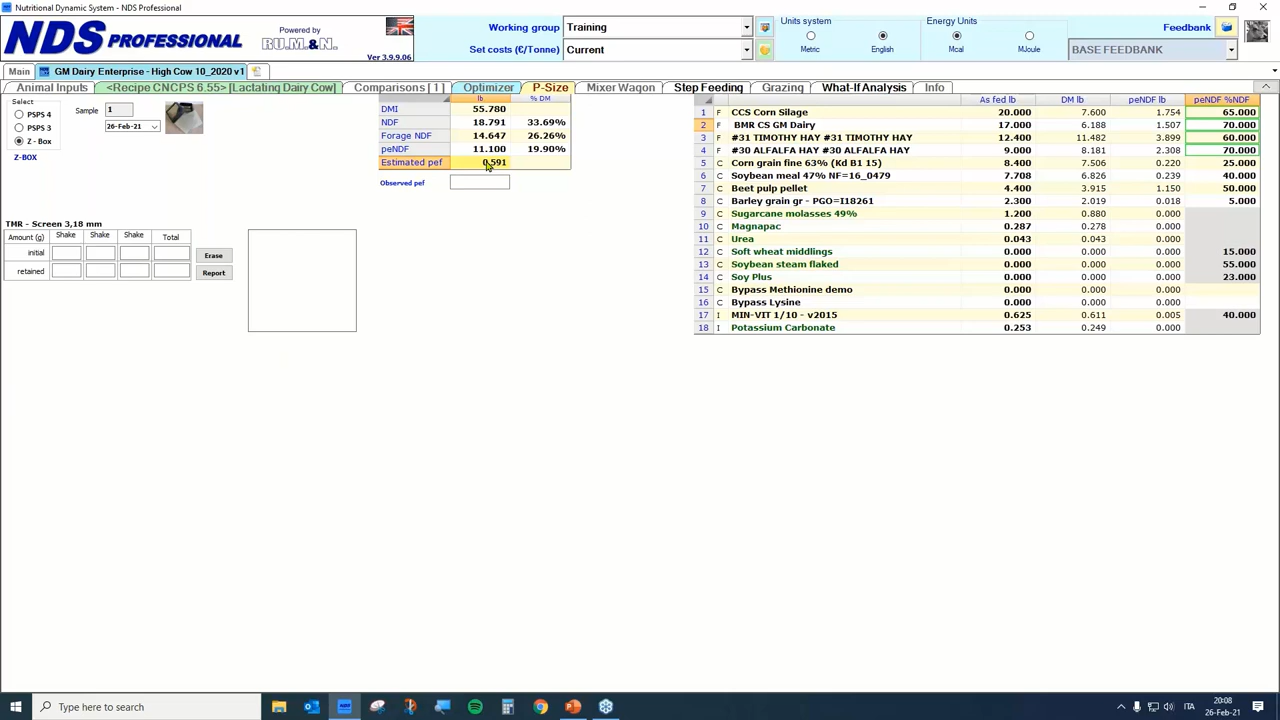 Nutritional Dynamic System - NDS Professional
NDS PROFESSIONAL
Powered by
RU.M.&N.
Ver 3.9.9.06
Working group
Training
Set costs (€/Tonne)
Current
Units system
Metric
English
Energy Units
Mcal
MJoule
Feedbank
BASE FEEDBANK
Main
GM Dairy Enterprise - High Cow 10_2020 v1
Animal Inputs
<Recipe CNCPS 6.55> [Lactating Dairy Cow]
Comparisons [ 1 ]
Optimizer
P-Size
Mixer Wagon
Step Feeding
Grazing
What-If Analysis
Info
Select
PSPS 4
PSPS 3
Z - Box
Z-BOX
Sample 1
26-Feb-21
lb % DM
DMI 55.780
NDF 18.791 33.69%
Forage NDF 14.647 26.26%
peNDF 11.100 19.90%
Estimated pef 0.591
Observed pef
TMR - Screen 3,18 mm
Amount (g) Shake Shake Shake Total
initial
retained
Erase
Report
As fed lb DM lb peNDF lb peNDF %NDF
1 F CCS Corn Silage 20.000 7.600 1.754 65.000
2 F BMR CS GM Dairy 17.000 6.188 1.507 70.000
3 F #31 TIMOTHY HAY #31 TIMOTHY HAY 12.400 11.482 3.899 60.000
4 F #30 ALFALFA HAY #30 ALFALFA HAY 9.000 8.181 2.308 70.000
5 C Corn grain fine 63% (Kd B1 15) 8.400 7.506 0.220 25.000
6 C Soybean meal 47% NF=16_0479 7.708 6.826 0.239 40.000
7 C Beet pulp pellet 4.400 3.915 1.150 50.000
8 C Barley grain gr - PGO=I18261 2.300 2.019 0.018 5.000
9 C Sugarcane molasses 49% 1.200 0.880 0.000
10 C Magnapac 0.287 0.278 0.000
11 C Urea 0.043 0.043 0.000
12 C Soft wheat middlings 0.000 0.000 0.000 15.000
13 C Soybean steam flaked 0.000 0.000 0.000 55.000
14 C Soy Plus 0.000 0.000 0.000 23.000
15 C Bypass Methionine demo 0.000 0.000 0.000
16 C Bypass Lysine 0.000 0.000 0.000
17 I MIN-VIT 1/10 - v2015 0.625 0.611 0.005 40.000
18 I Potassium Carbonate 0.253 0.249 0.000
Type here to search
ITA
20:08
26-Feb-21